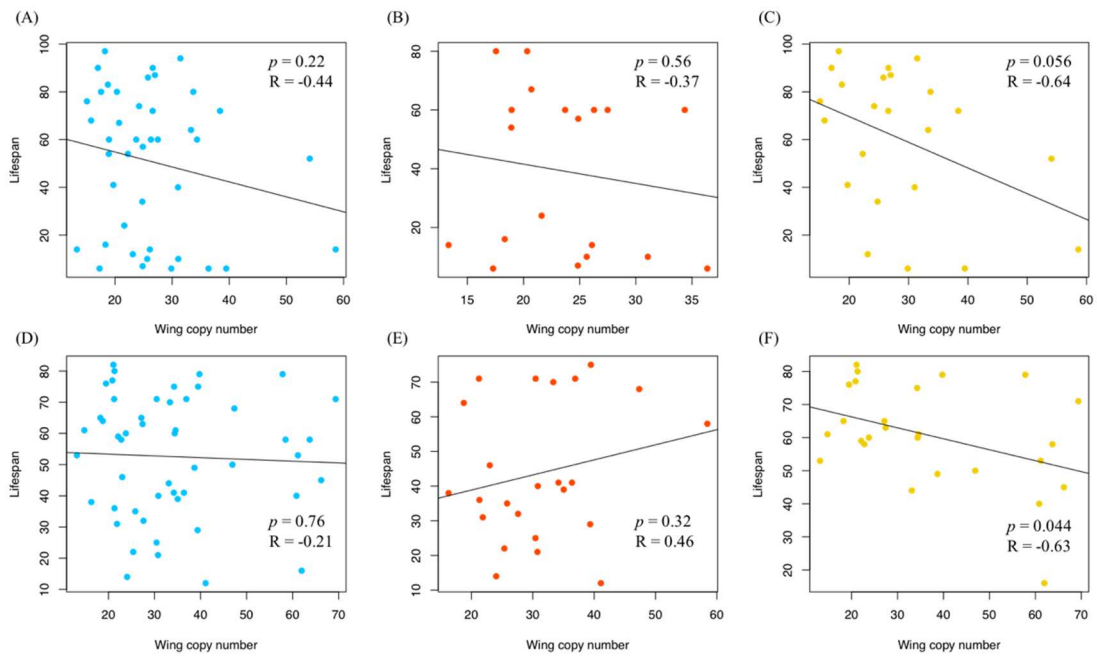 (A)
(B)
(C)
p = 0.22
R = -0.44
p = 0.56
R = -0.37
p = 0.056
R = -0.64
Lifespan
100
80
60
40
20
20
30
40
50
60
Wing copy number
Lifespan
80
60
40
20
15
20
25
30
35
Wing copy number
Lifespan
100
80
60
40
20
20
30
40
50
60
Wing copy number
(D)
(E)
(F)
Lifespan
80
70
60
50
40
30
20
10
p = 0.76
R = -0.21
20
30
40
50
60
70
Wing copy number
Lifespan
70
60
50
40
30
20
10
p = 0.32
R = 0.46
20
30
40
50
60
Wing copy number
Lifespan
80
70
60
50
40
30
20
p = 0.044
R = -0.63
20
30
40
50
60
70
Wing copy number